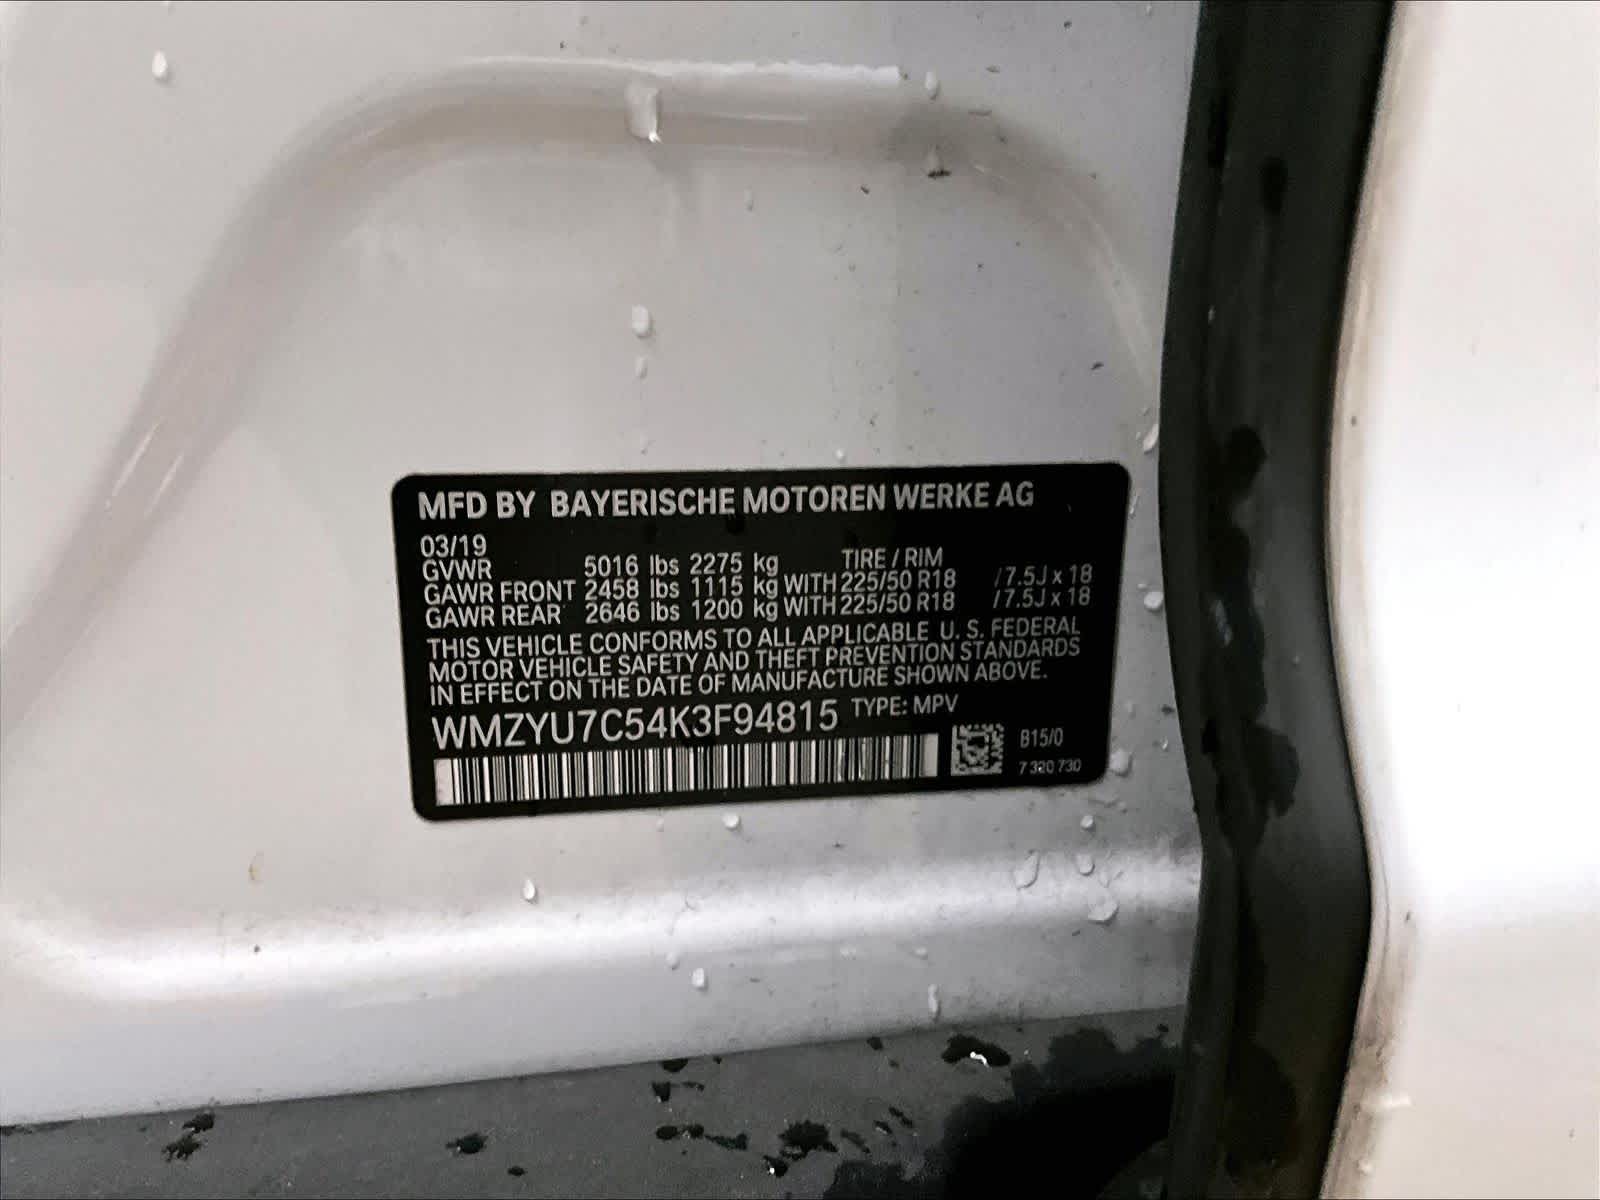 MFD BY BAYERISCHE MOTOREN WERKE AG
03/19
GVWR 5016 lbs 2275 kg TIRE / RIM
GAWR FRONT 2458 lbs 1115 kg WITH 225/50 R18 /7.5J x 18
GAWR REAR 2646 lbs 1200 kg WITH 225/50 R18 /7.5J x 18
THIS VEHICLE CONFORMS TO ALL APPLICABLE U. S. FEDERAL
MOTOR VEHICLE SAFETY AND THEFT PREVENTION STANDARDS
IN EFFECT ON THE DATE OF MANUFACTURE SHOWN ABOVE.
WMZYU7C54K3F94815 TYPE: MPV
B15/0
7 320 730